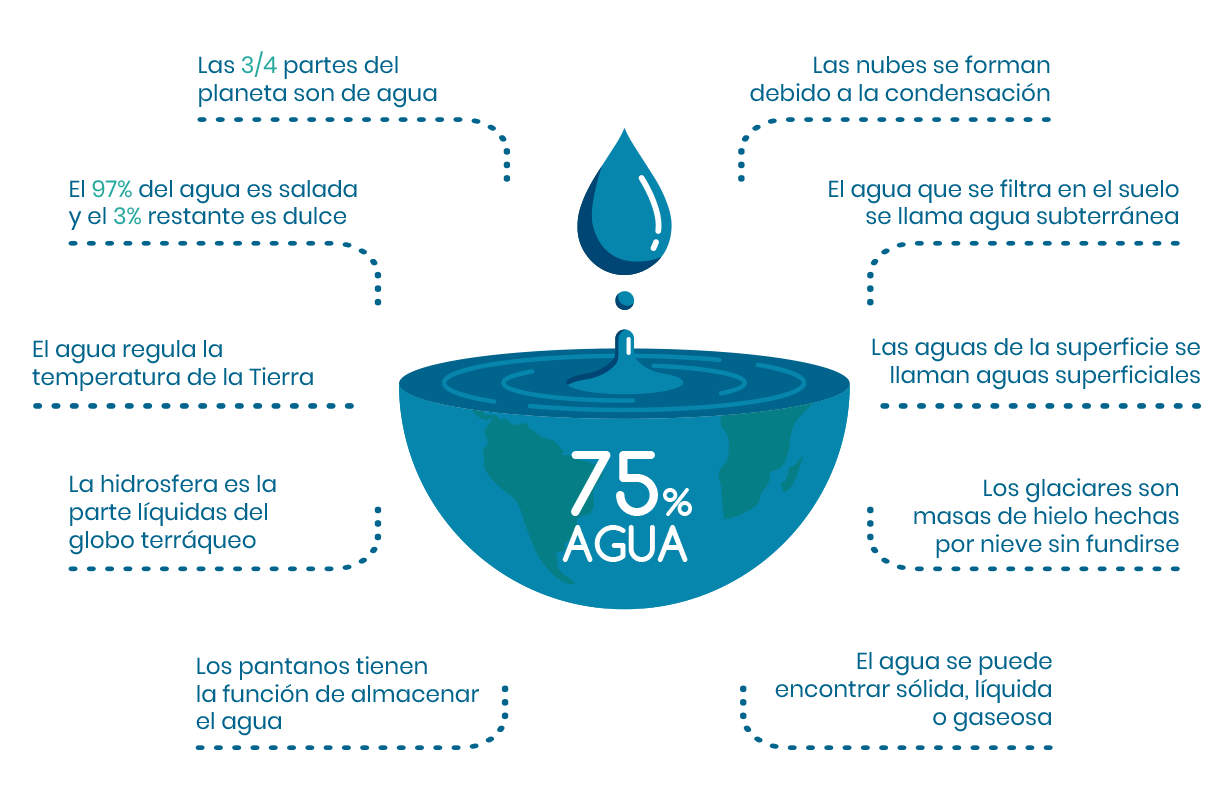 Las 3/4 partes del
planeta son de agua
El 97% del agua es salada
y el 3% restante es dulce
El agua regula la
temperatura de la Tierra
La hidrosfera es la
parte líquidas del
globo terráqueo
Los pantanos tienen
la función de almacenar
el agua
75%
AGUA
Las nubes se forman
debido a la condensación
El agua que se filtra en el suelo
se llama agua subterránea
Las aguas de la superficie se
llaman aguas superficiales
Los glaciares son
masas de hielo hechas
por nieve sin fundirse
El agua se puede
encontrar sólida, líquida
o gaseosa